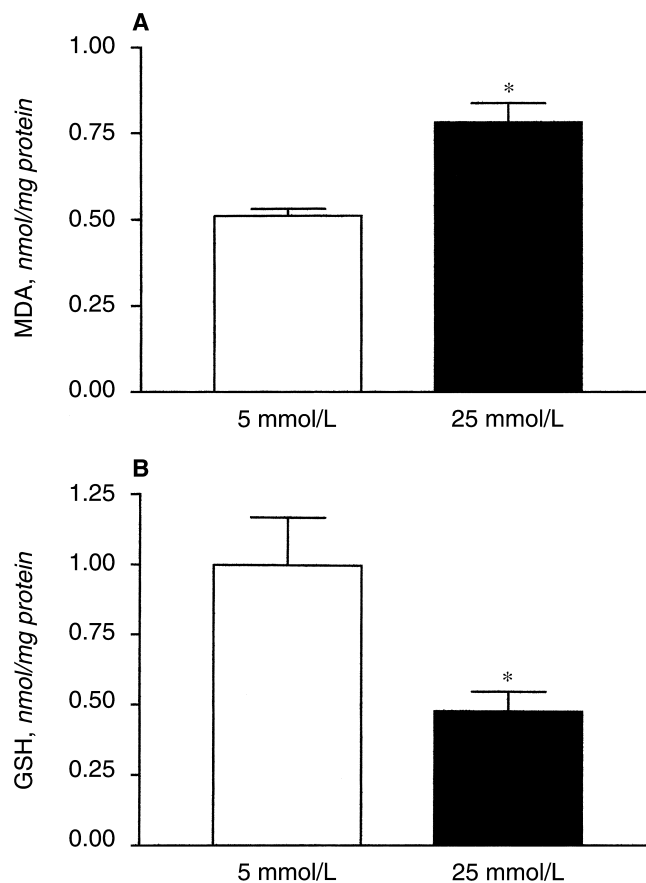 A
1.00
0.75
0.50
0.25
0.00
MDA, nmol/mg protein
*
5 mmol/L 25 mmol/L
B
1.25
1.00
0.75
0.50
0.25
0.00
GSH, nmol/mg protein
*
5 mmol/L 25 mmol/L